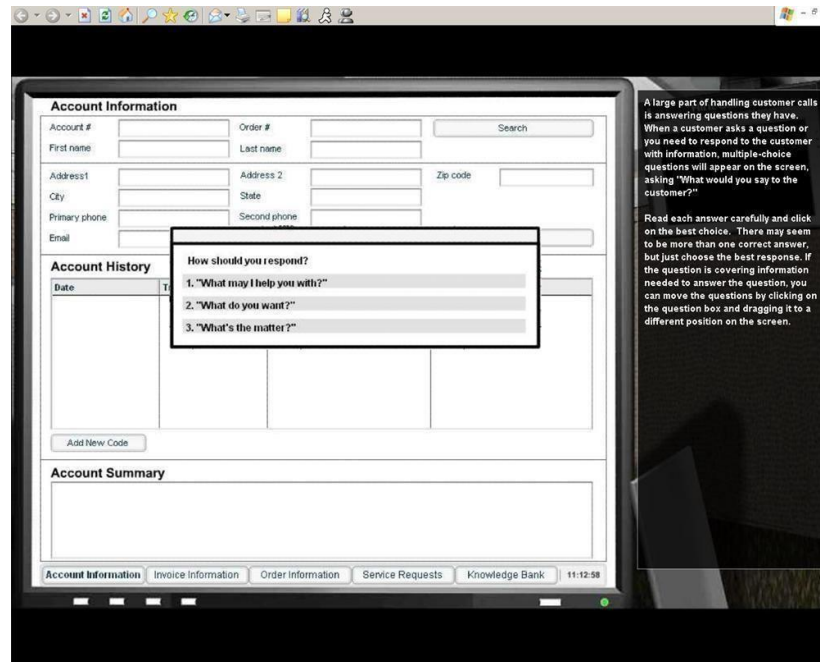 Account Information
Account #
Order #
Search
First name
Last name
Address1
Address 2
Zip code
City
State
Primary phone
Second phone
Email
How should you respond?
1. "What may I help you with?"
2. "What do you want?"
3. "What's the matter?"
Account History
Date
Add New Code
Account Summary
Account Information
Invoice Information
Order Information
Service Requests
Knowledge Bank
11:12:58
A large part of handling customer calls
is answering questions they have.
When a customer asks a question or
you need to respond to the customer
with information, multiple-choice
questions will appear on the screen,
asking "What would you say to the
customer?"
Read each answer carefully and click
on the best choice. There may seem
to be more than one correct answer,
but just choose the best response. If
the question is covering information
needed to answer the question, you
can move the questions by clicking on
the question box and dragging it to a
different position on the screen.